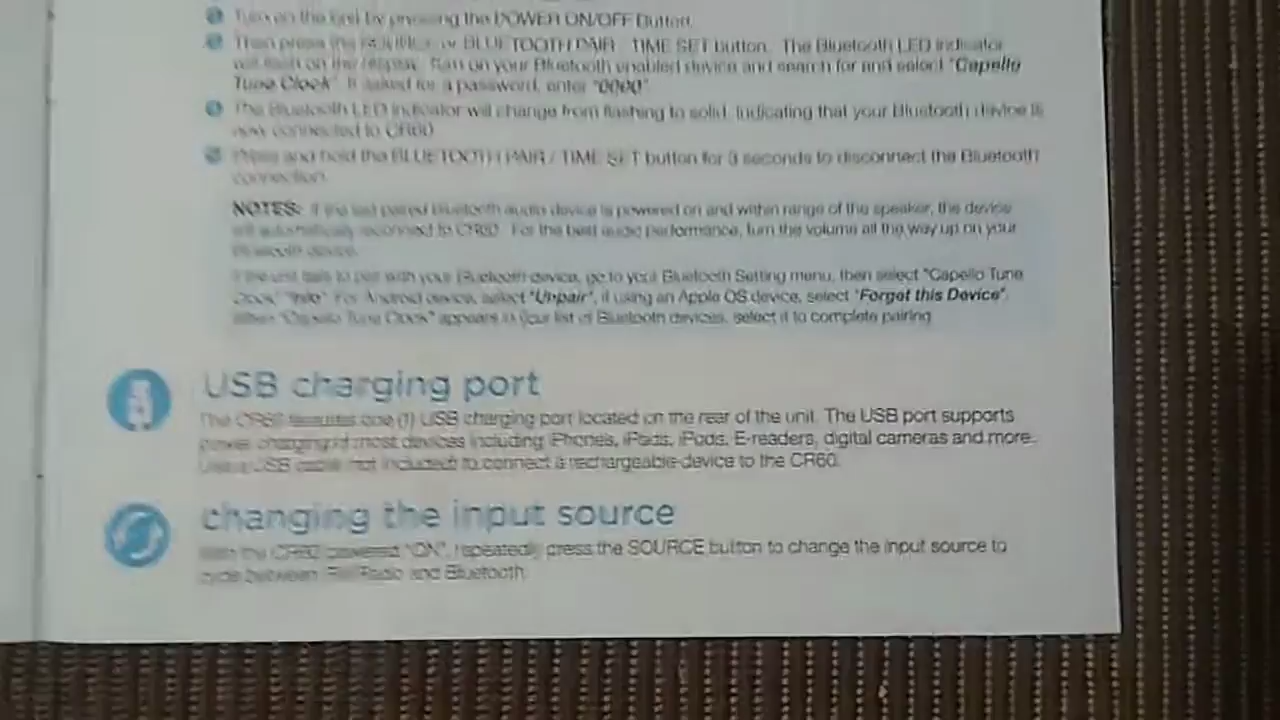 Turn on the unit by pressing the POWER ON/OFF Button.
Then press the SOURCE or BLUETOOTH PAIR / TIME SET button. The Bluetooth LED indicator
will flash on the display. Turn on your Bluetooth enabled device and search for and select "Capello
Tune Clock". If asked for a password, enter "0000".
The Bluetooth LED indicator will change from flashing to solid, indicating that your Bluetooth device is
now connected to CR60
Press and hold the BLUETOOTH PAIR / TIME SET button for 3 seconds to disconnect the Bluetooth
connection.
NOTES: If the last paired Bluetooth audio device is powered on and within range of the speaker, the device
will automatically reconnect to CR60. For the best audio performance, turn the volume all the way up on your
Bluetooth device.
If the unit fails to pair with your Bluetooth device, go to your Bluetooth Setting menu, then select "Capello Tune
Clock" "Info" For Android device, select "Unpair", if using an Apple OS device, select "Forget this Device".
When "Capello Tune Clock" appears in your list of Bluetooth devices, select it to complete pairing
USB charging port
The CR60 features one (1) USB charging port located on the rear of the unit. The USB port supports
power charging of most devices including iPhones, iPads, iPods, E-readers, digital cameras and more.
Use a USB cable (not included) to connect a rechargeable device to the CR60.
changing the input source
With the CR60 powered "ON", repeatedly press the SOURCE button to change the input source to
cycle between FM Radio and Bluetooth